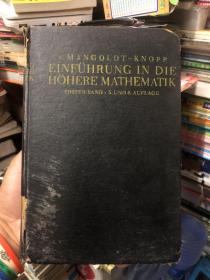 v. MANGOLDT-KNOPP
EINFÜHRUNG IN DIE
HÖHERE MATHEMATIK
ERSTER BAND · 5. UND 6. AUFLAGE